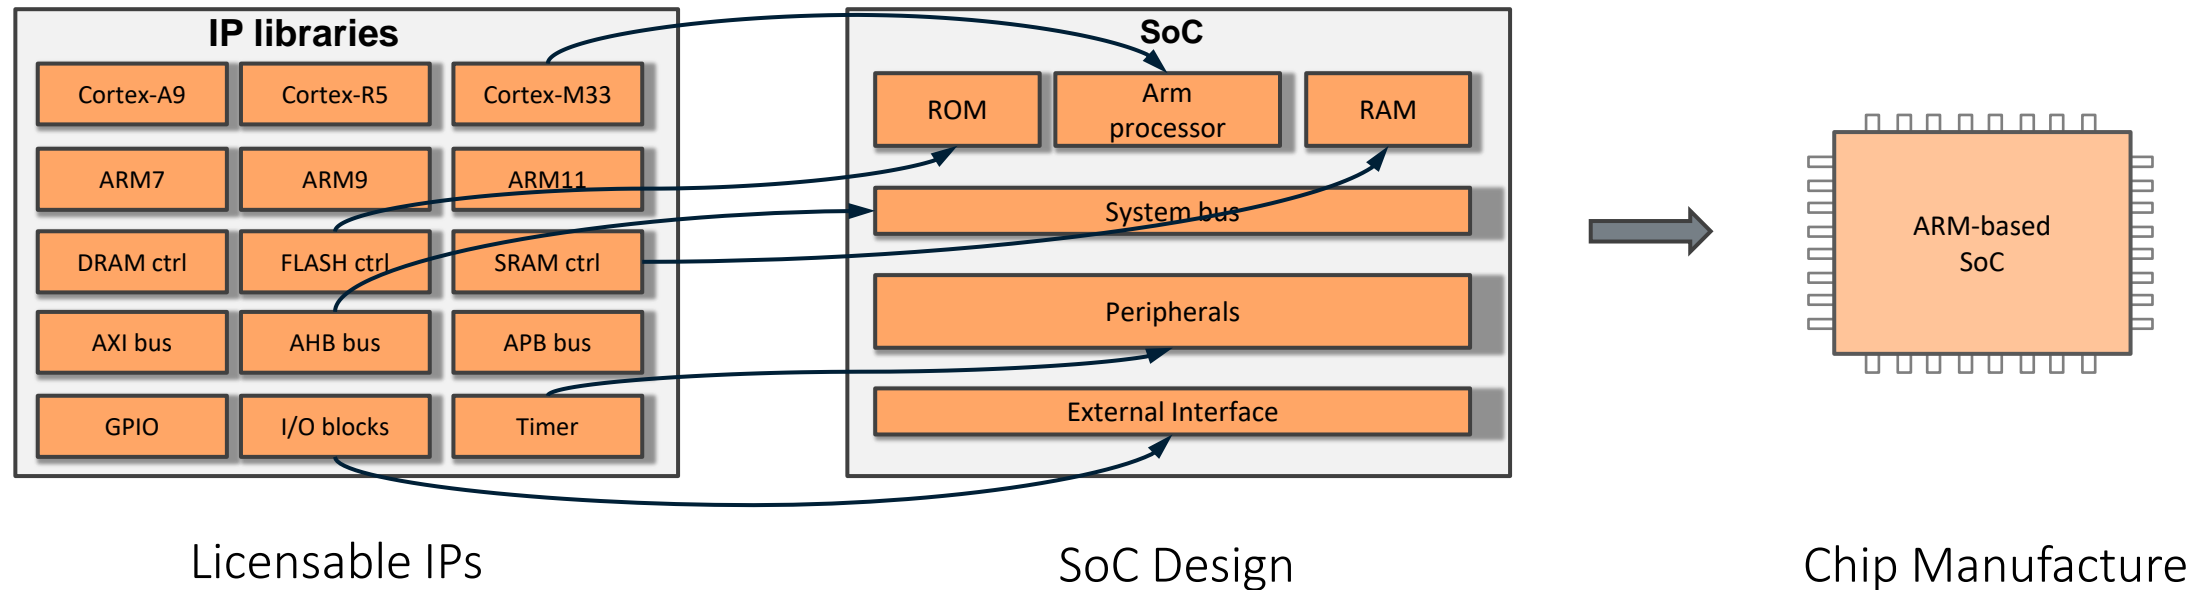 IP libraries
Cortex-A9
Cortex-R5
Cortex-M33
ARM7
ARM9
ARM11
DRAM ctrl
FLASH ctrl
SRAM ctrl
AXI bus
AHB bus
APB bus
GPIO
I/O blocks
Timer
Licensable IPs
SoC
ROM
Arm
processor
RAM
System bus
Peripherals
External Interface
SoC Design
ARM-based
SoC
Chip Manufacture